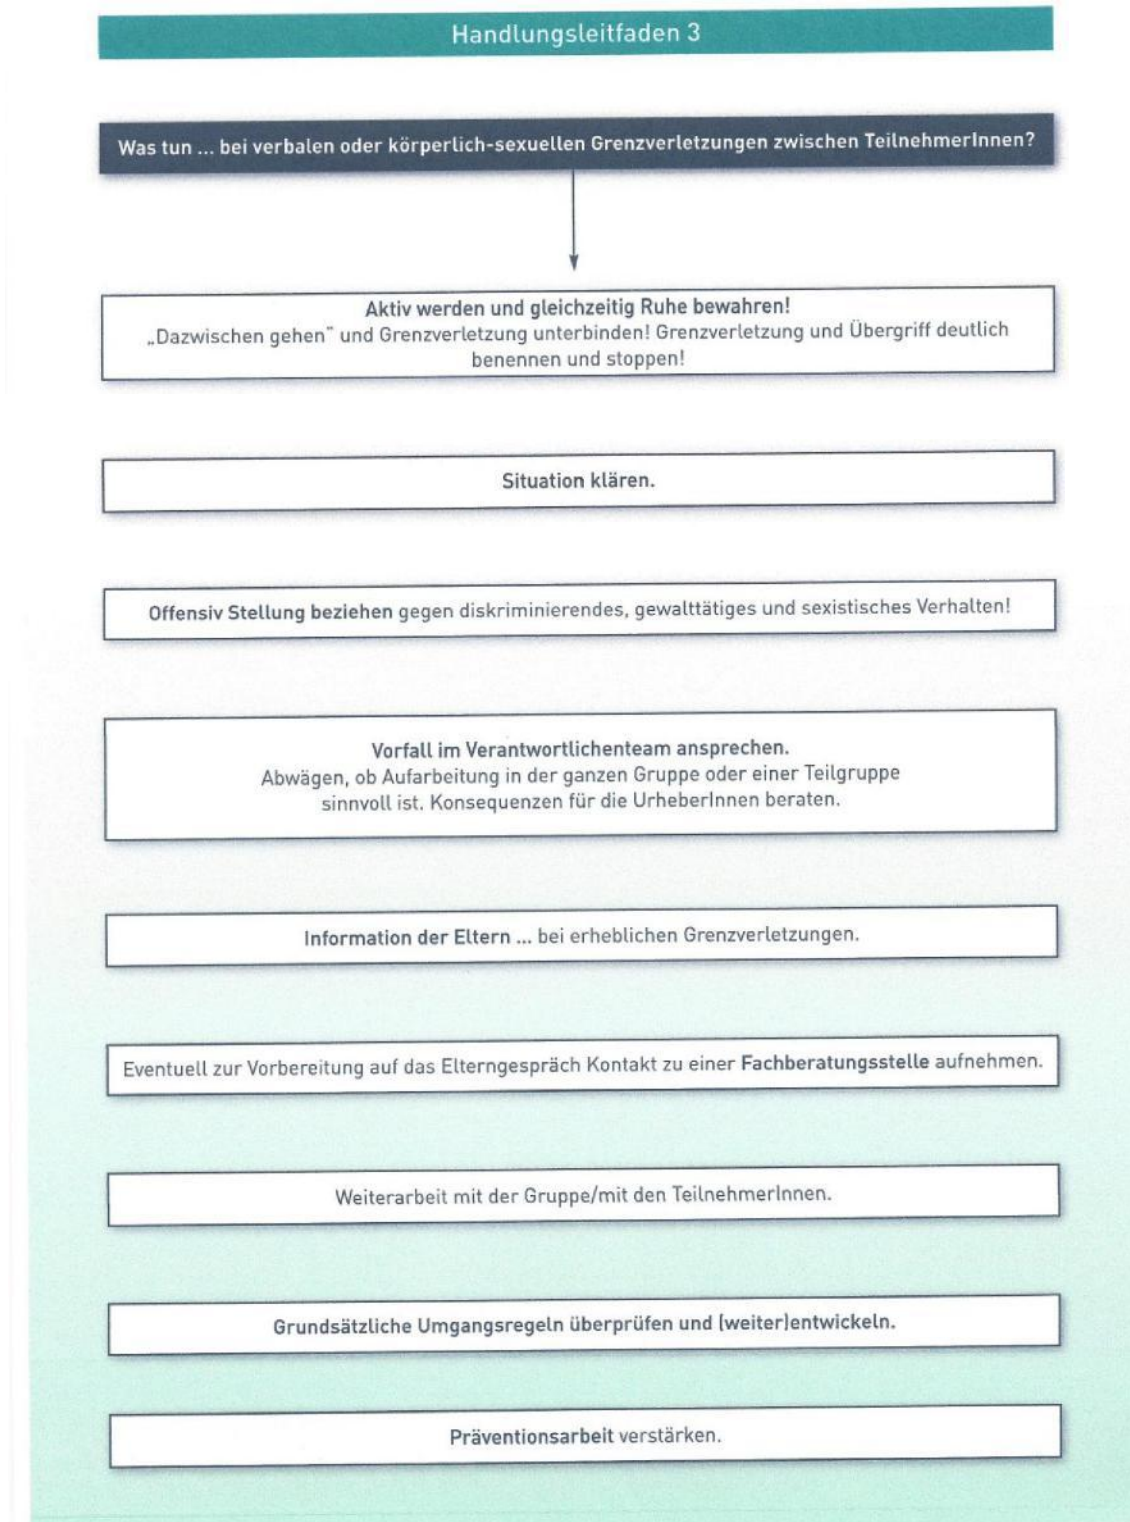 Handlungsleitfaden 3
Was tun ... bei verbalen oder körperlich-sexuellen Grenzverletzungen zwischen TeilnehmerInnen?
Aktiv werden und gleichzeitig Ruhe bewahren!
„Dazwischen gehen“ und Grenzverletzung unterbinden! Grenzverletzung und Übergriff deutlich
benennen und stoppen!
Situation klären.
Offensiv Stellung beziehen gegen diskriminierendes, gewalttätiges und sexistisches Verhalten!
Vorfall im Verantwortlichenteam ansprechen.
Abwägen, ob Aufarbeitung in der ganzen Gruppe oder einer Teilgruppe
sinnvoll ist. Konsequenzen für die UrheberInnen beraten.
Information der Eltern ... bei erheblichen Grenzverletzungen.
Eventuell zur Vorbereitung auf das Elterngespräch Kontakt zu einer Fachberatungsstelle aufnehmen.
Weiterarbeit mit der Gruppe/mit den TeilnehmerInnen.
Grundsätzliche Umgangsregeln überprüfen und (weiter)entwickeln.
Präventionsarbeit verstärken.